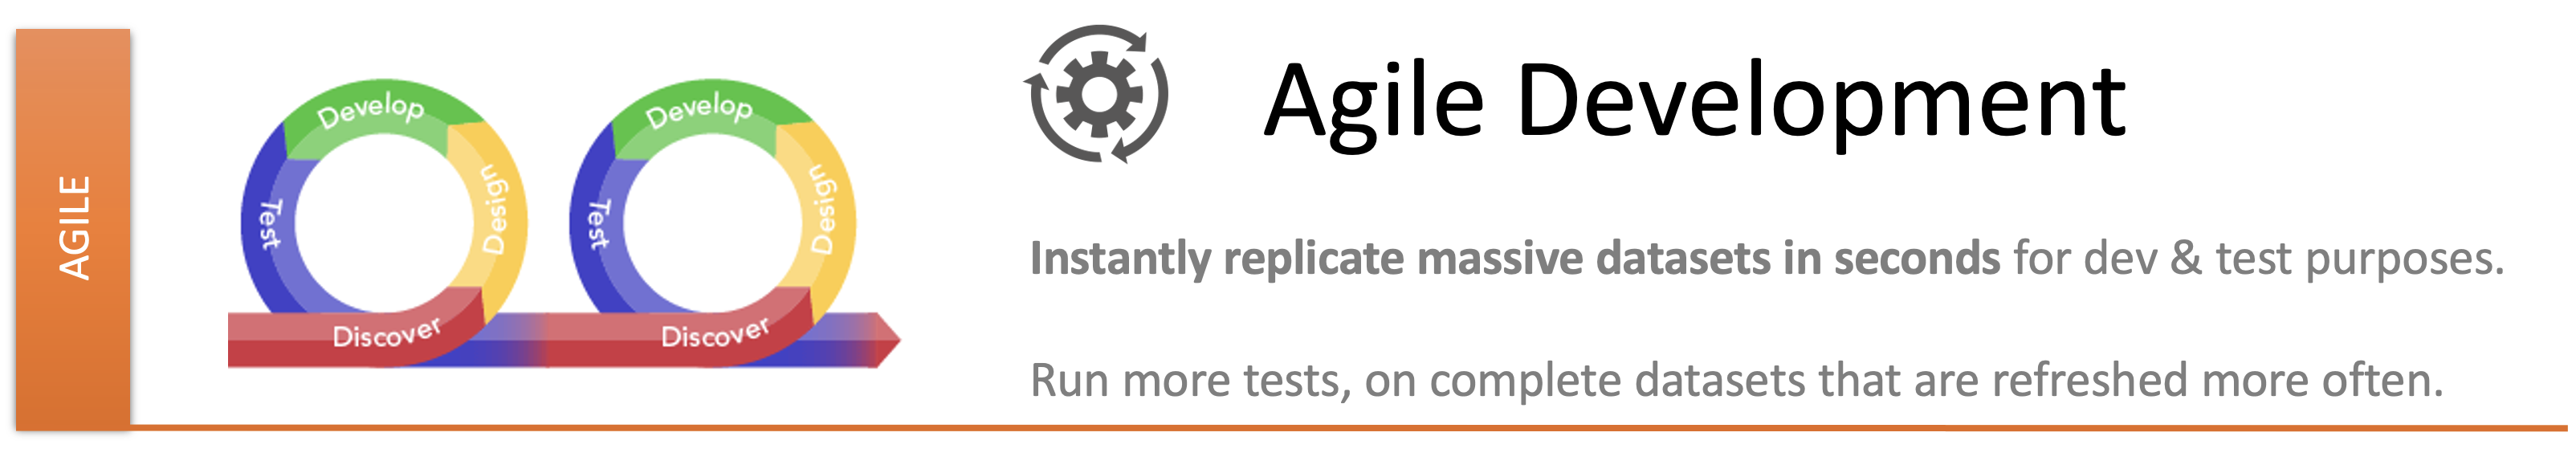 AGILE
Develop
Design
Test
Discover
Develop
Design
Test
Discover
Agile Development
Instantly replicate massive datasets in seconds for dev & test purposes.
Run more tests, on complete datasets that are refreshed more often.